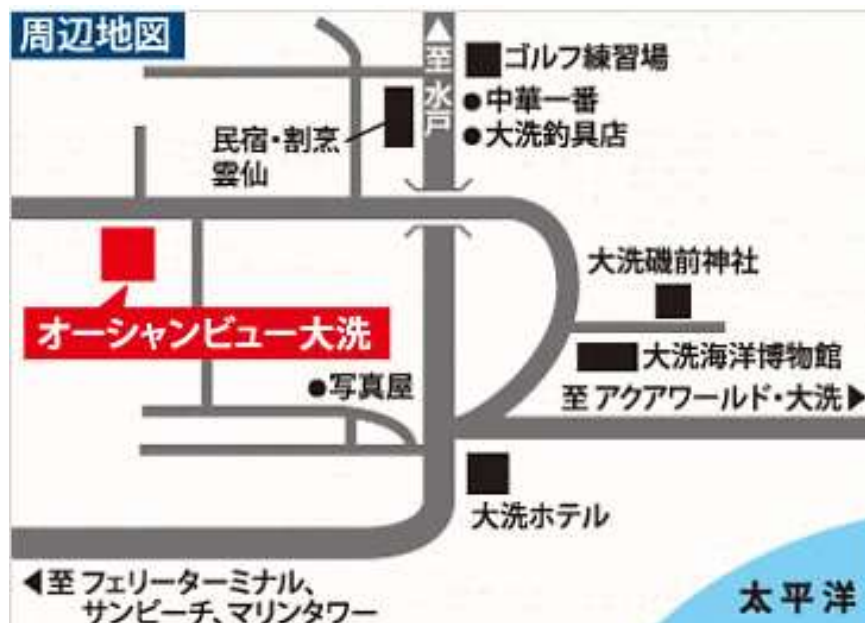 周辺地図
▲至 水戸
ゴルフ練習場
●中華一番
●大洗釣具店
民宿・割烹
雲仙
大洗磯前神社
オーシャンビュー大洗
大洗海洋博物館
●写真屋
至 アクアワールド・大洗▶
大洗ホテル
◀至 フェリーターミナル、
サンビーチ、マリンタワー
太平洋